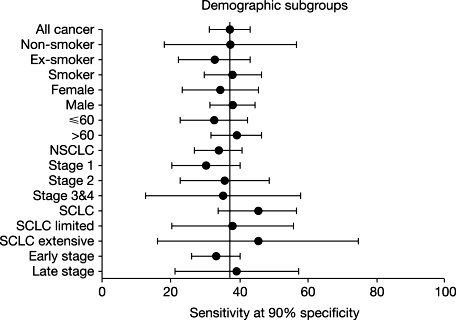 Demographic subgroups
All cancer
Non-smoker
Ex-smoker
Smoker
Female
Male
⩽60
>60
NSCLC
Stage 1
Stage 2
Stage 3&4
SCLC
SCLC limited
SCLC extensive
Early stage
Late stage
0 20 40 60 80 100
Sensitivity at 90% specificity